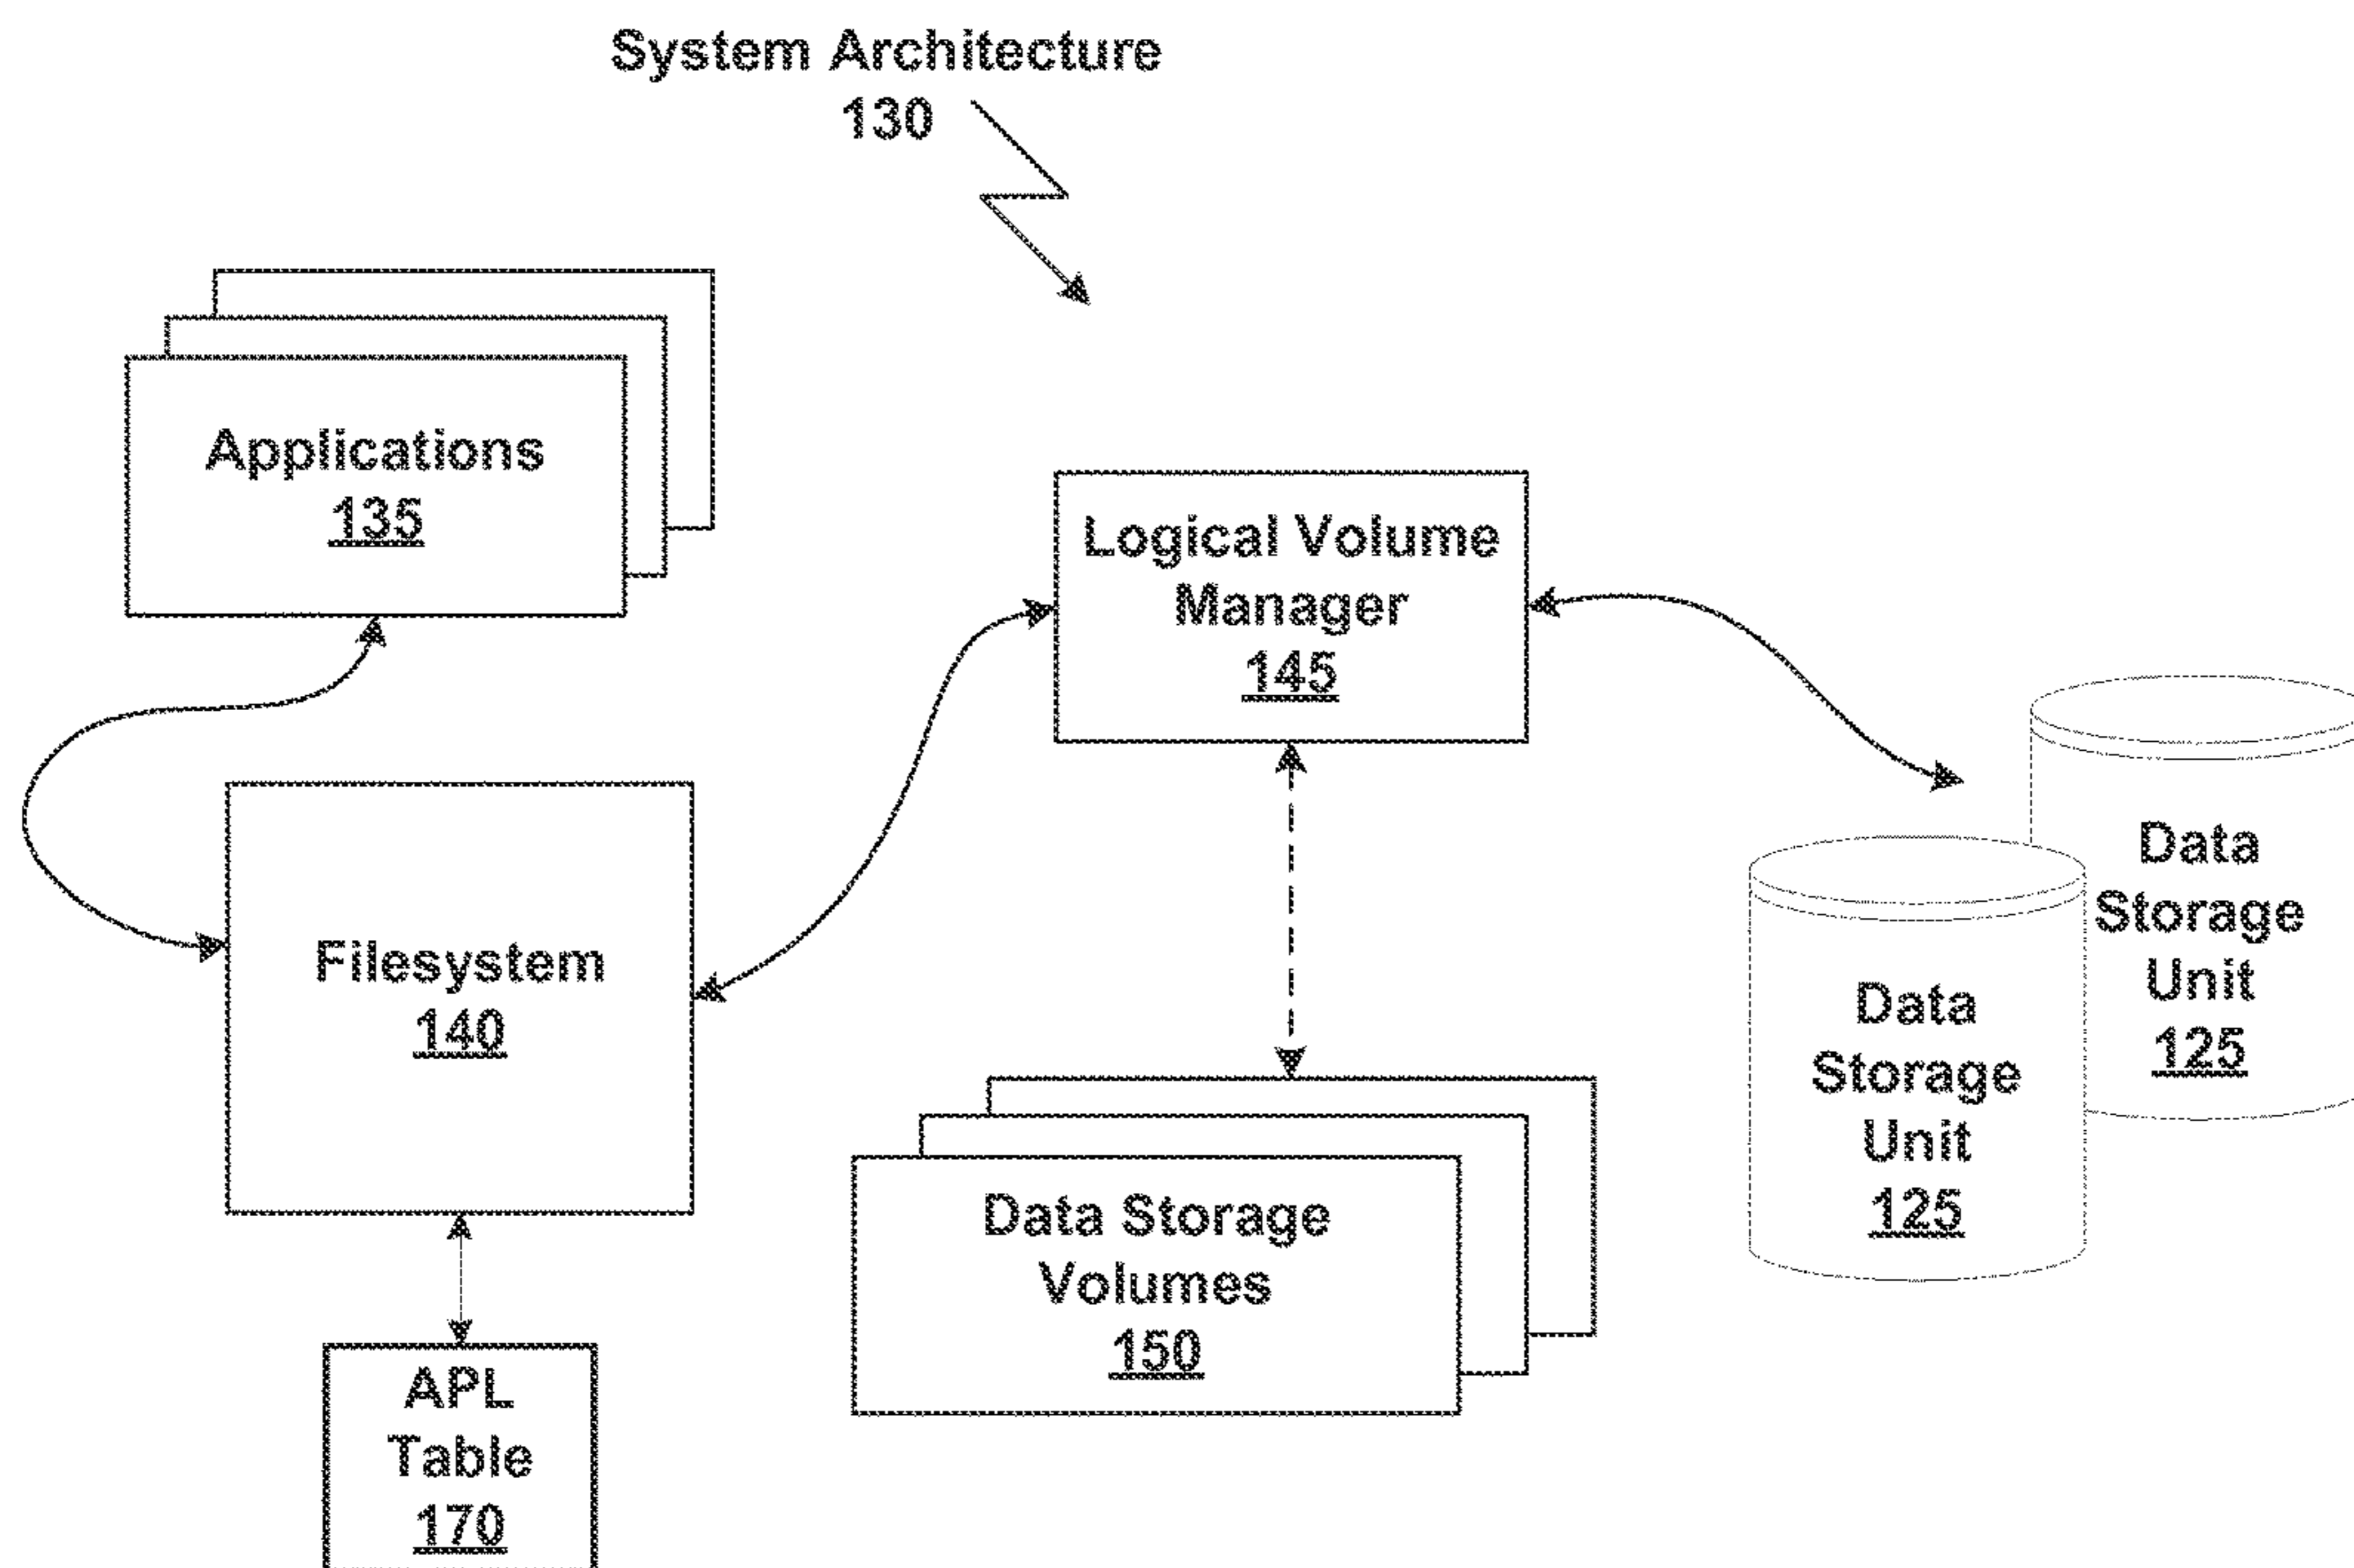 System Architecture
130
Applications
135
Logical Volume
Manager
145
Filesystem
140
Data
Storage
Unit
125
Data
Storage
Unit
125
Data Storage
Volumes
150
APL
Table
170